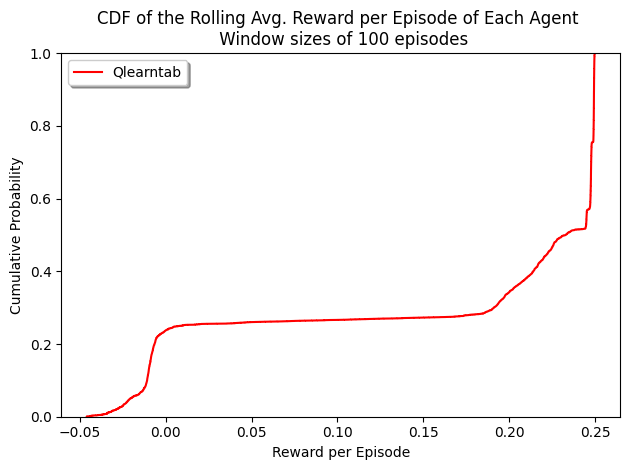 CDF of the Rolling Avg. Reward per Episode of Each Agent
Window sizes of 100 episodes
Qlearntab
1.0
0.8
0.6
0.4
0.2
0.0
Cumulative Probability
−0.05 0.00 0.05 0.10 0.15 0.20 0.25
Reward per Episode